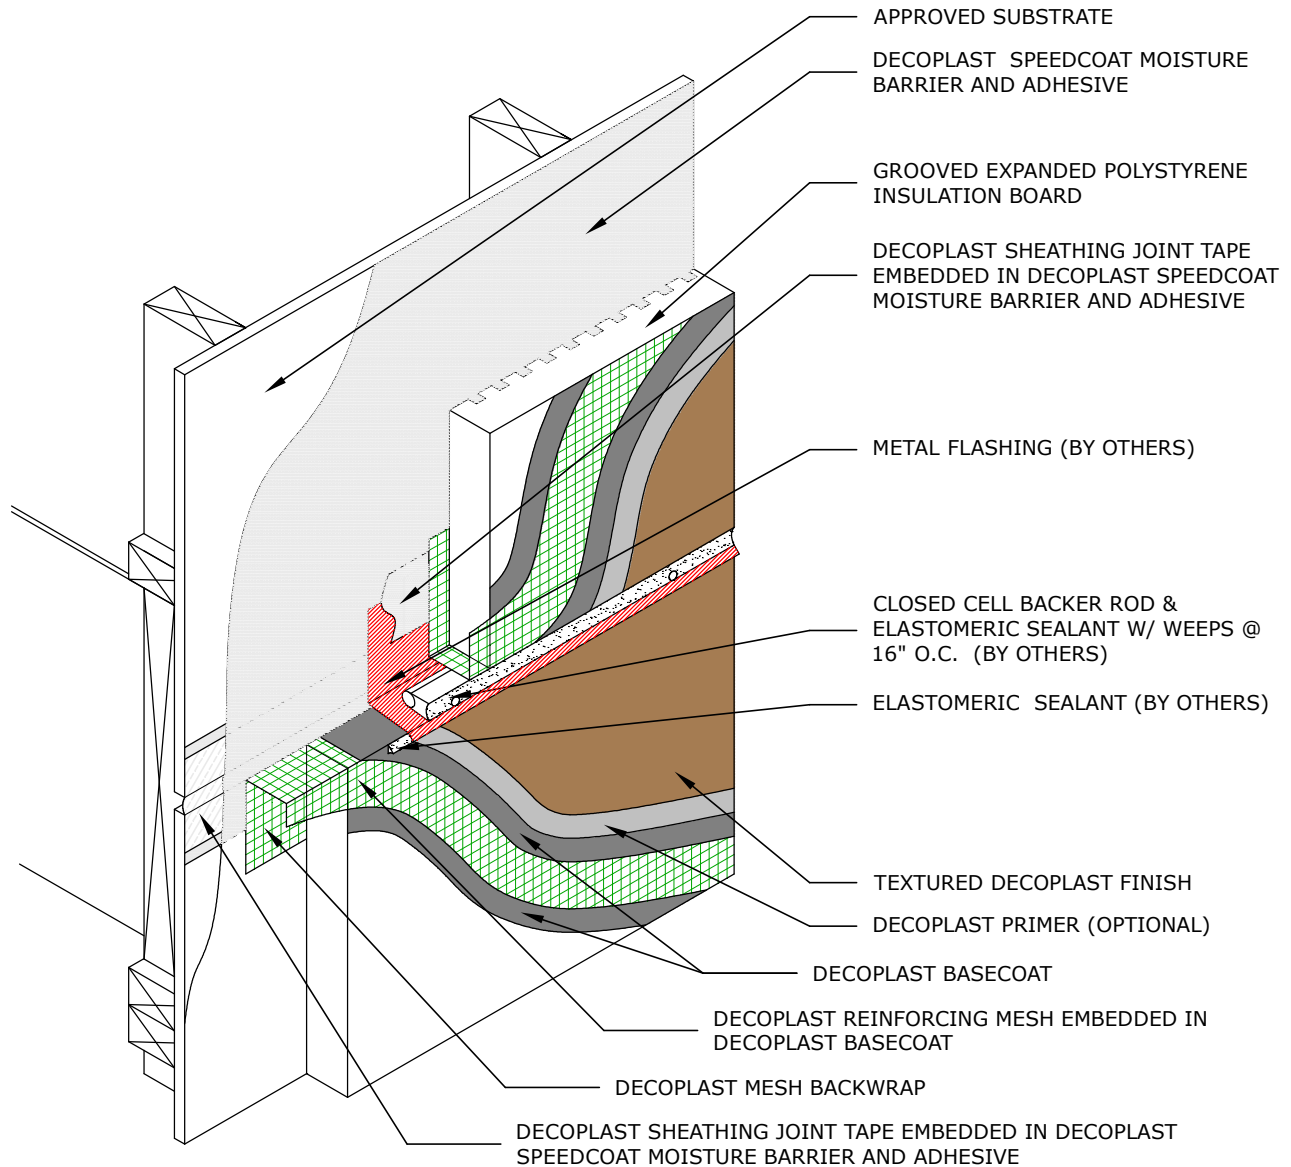 APPROVED SUBSTRATE
DECOPLAST SPEEDCOAT MOISTURE
BARRIER AND ADHESIVE
GROOVED EXPANDED POLYSTYRENE
INSULATION BOARD
DECOPLAST SHEATHING JOINT TAPE
EMBEDDED IN DECOPLAST SPEEDCOAT
MOISTURE BARRIER AND ADHESIVE
METAL FLASHING (BY OTHERS)
CLOSED CELL BACKER ROD &
ELASTOMERIC SEALANT W/ WEEPS @
16" O.C. (BY OTHERS)
ELASTOMERIC SEALANT (BY OTHERS)
TEXTURED DECOPLAST FINISH
DECOPLAST PRIMER (OPTIONAL)
DECOPLAST BASECOAT
DECOPLAST REINFORCING MESH EMBEDDED IN
DECOPLAST BASECOAT
DECOPLAST MESH BACKWRAP
DECOPLAST SHEATHING JOINT TAPE EMBEDDED IN DECOPLAST
SPEEDCOAT MOISTURE BARRIER AND ADHESIVE